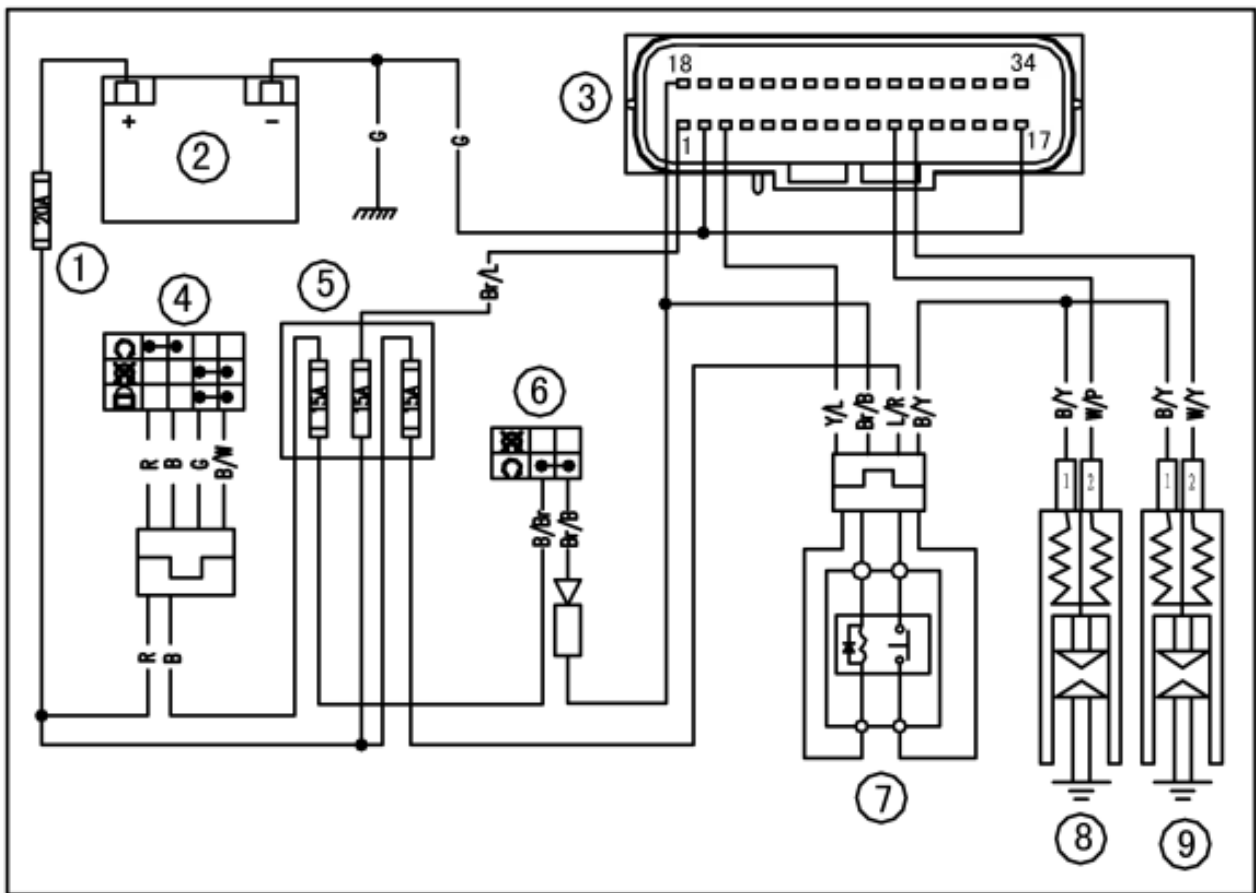 18 34
3
1 17
+ -
2
G G
20A
1
Br/L
4 5
15A 15A 15A
6
R B G B/W
B/Br Br/B
Y/L Br/B L/R B/Y
B/Y W/P B/Y W/Y
1 2 1 2
R B
7
8 9